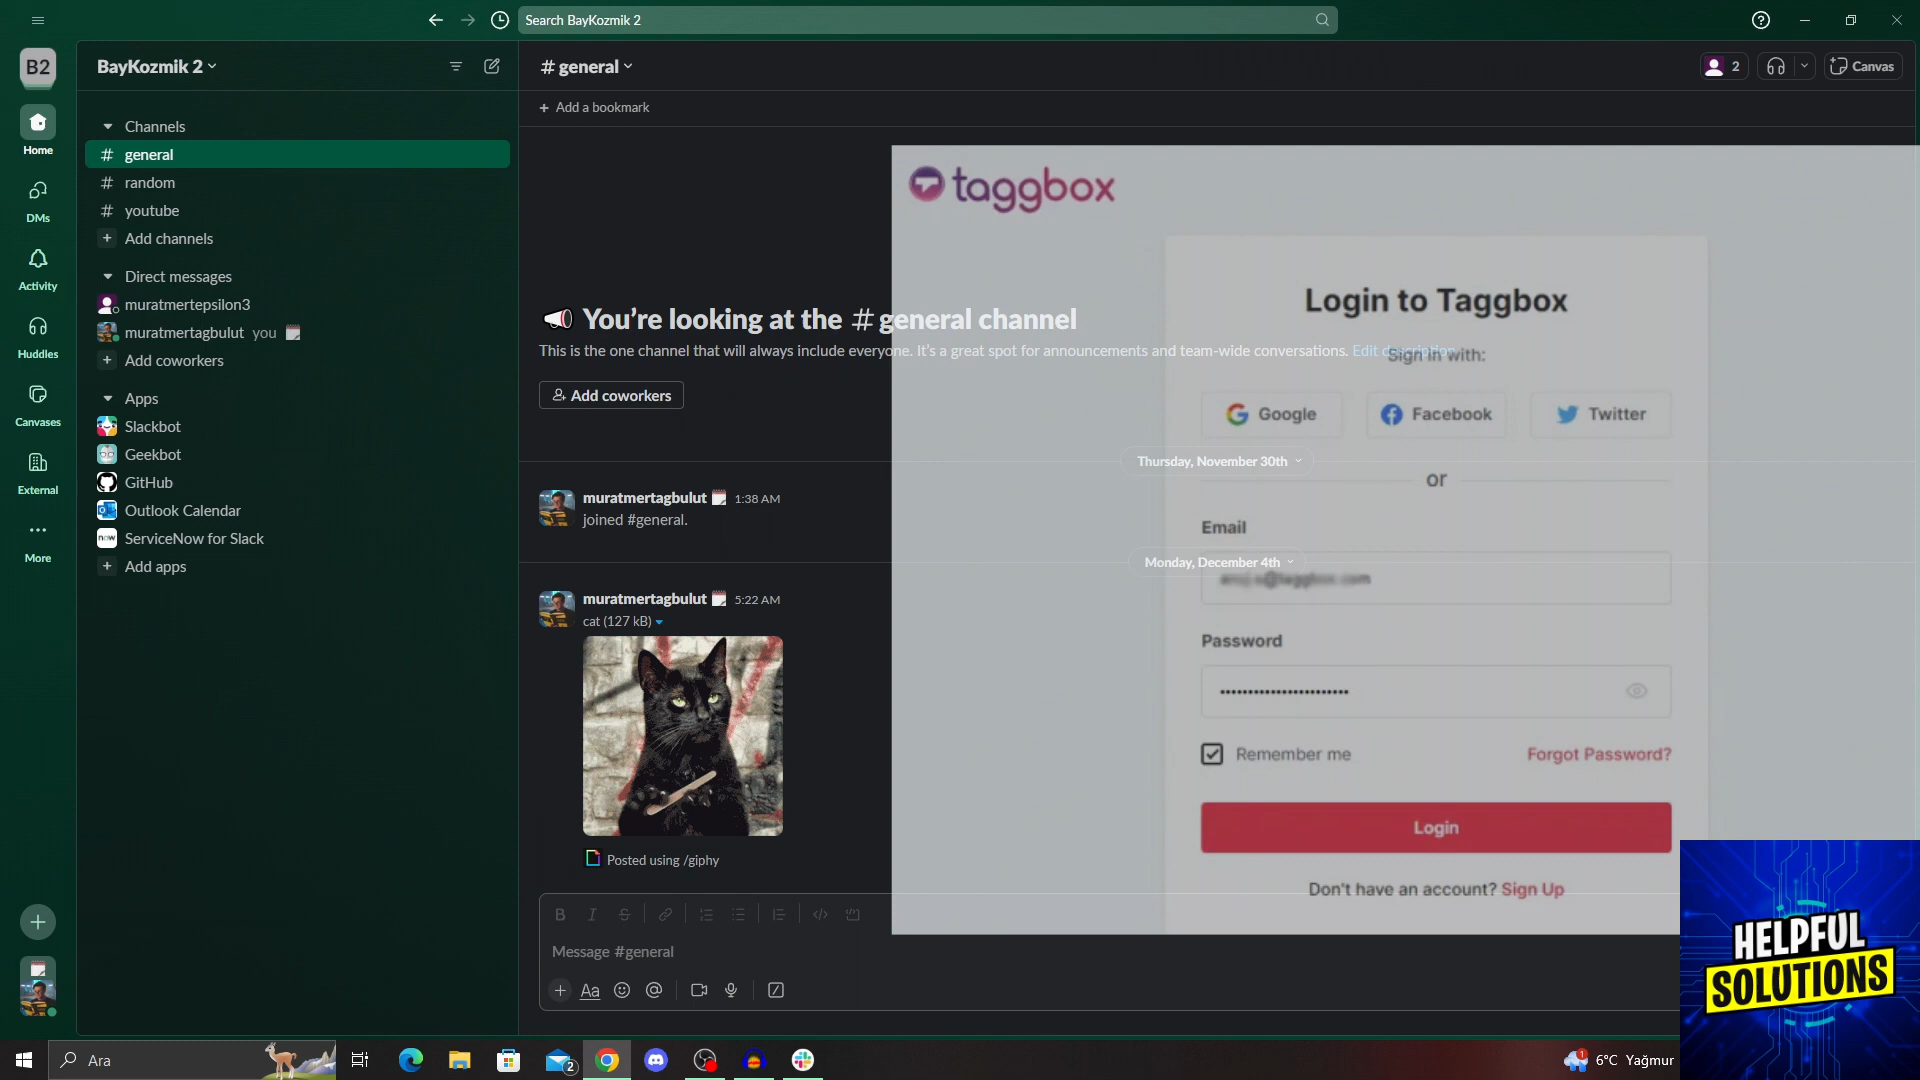 Search BayKozmik 2
B2
BayKozmik 2
# general
2
Canvas
+ Add a bookmark
Home
DMs
Activity
Huddles
Canvases
External
More
Channels
# general
# random
# youtube
+ Add channels
Direct messages
muratmertepsilon3
muratmertagbulut you
+ Add coworkers
Apps
Slackbot
Geekbot
GitHub
Outlook Calendar
now ServiceNow for Slack
+ Add apps
You're looking at the # general channel
This is the one channel that will always include everyone. It's a great spot for announcements and team-wide conversations. Edit description
Add coworkers
Thursday, November 30th
muratmertagbulut 1:38 AM
joined #general.
Monday, December 4th
muratmertagbulut 5:22 AM
cat (127 kB)
Posted using /giphy
Message #general
Aa
taggbox
Login to Taggbox
Sign in with:
Google
Facebook
Twitter
or
Email
Password
Remember me
Forgot Password?
Login
Don't have an account? Sign Up
HELPFUL
SOLUTIONS
Ara
2
1
6°C Yağmur